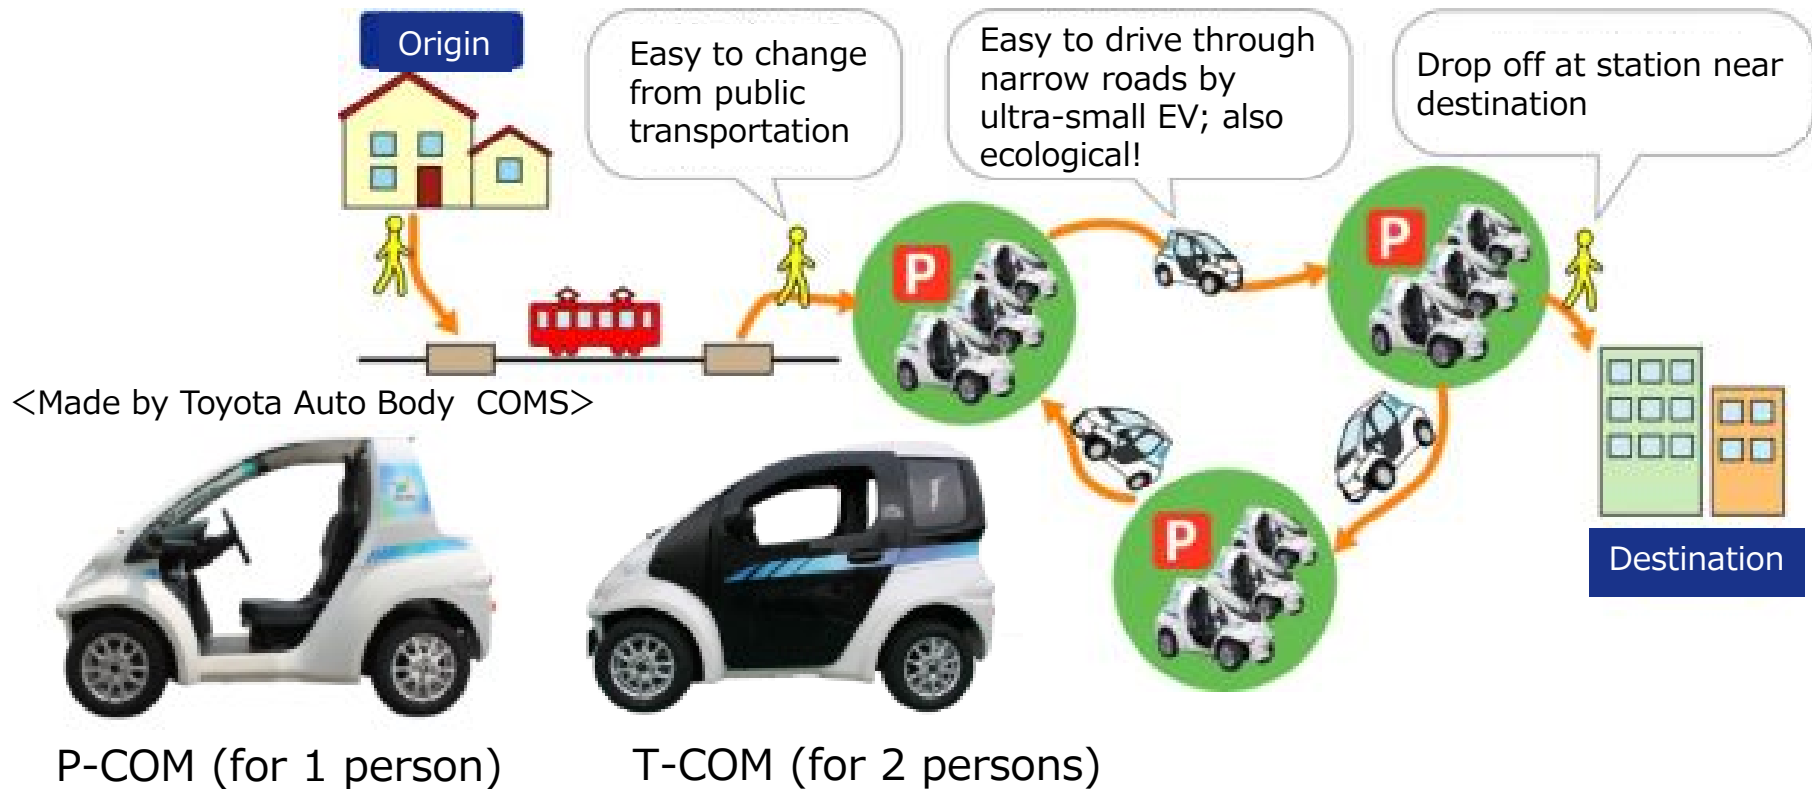 Origin
Easy to change
from public
transportation
Easy to drive through
narrow roads by
ultra-small EV; also
ecological!
Drop off at station near
destination
P
P
P
<Made by Toyota Auto Body  COMS>
Destination
P-COM (for 1 person)
T-COM (for 2 persons)